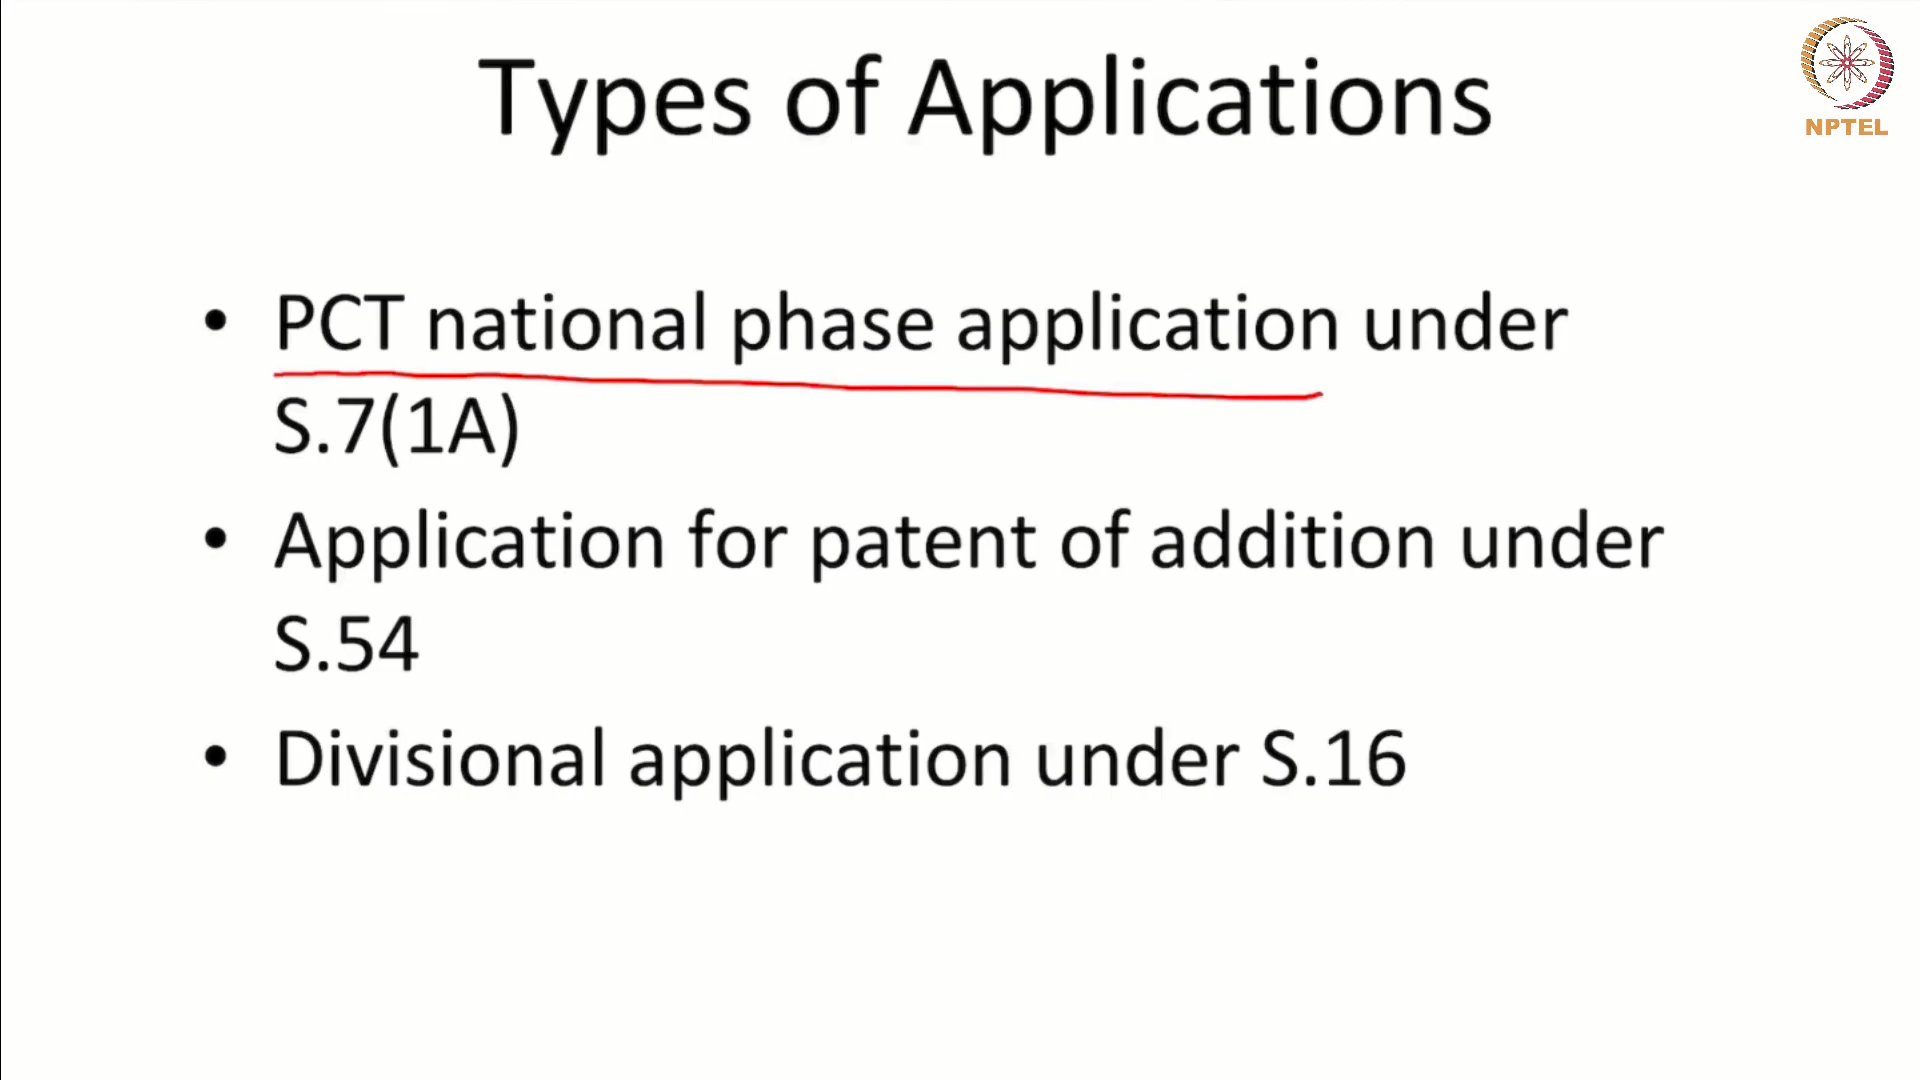 Types of Applications
NPTEL
• PCT national phase application under
S.7(1A)
• Application for patent of addition under
S.54
• Divisional application under S.16